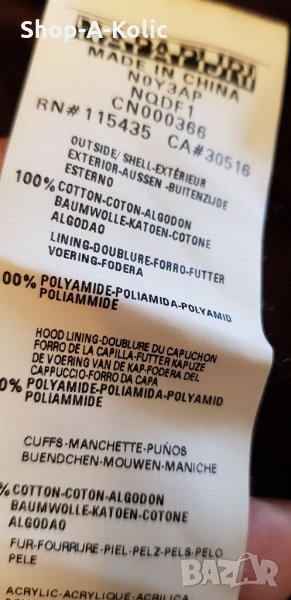 Shop-A-Kolic
NAPAPIJRI
MADE IN CHINA
N0Y3AP
NQDF1
CN000366
RN# 115435 CA#30516
OUTSIDE/ SHELL-EXTÉRIEUR
EXTERIOR-AUSSEN -BUITENZIJDE
ESTERNO
100% COTTON-COTON-ALGODON
BAUMWOLLE-KATOEN-COTONE
ALGODAO
LINING-DOUBLURE-FORRO-FUTTER
VOERING-FODERA
00% POLYAMIDE-POLIAMIDA-POLYAMID
POLIAMMIDE
HOOD LINING-DOUBLURE DU CAPUCHON
FORRO DE LA CAPILLA-FUTTER KAPUZE
DE VOERING VAN DE KAP-FODERA DEL
CAPPUCCIO-FORRO DA CAPA
0% POLYAMIDE-POLIAMIDA-POLYAMID
POLIAMMIDE
CUFFS-MANCHETTE-PUÑOS
BUENDCHEN-MOUWEN-MANICHE
% COTTON-COTON-ALGODON
BAUMWOLLE-KATOEN-COTONE
ALGODAO
FUR-FOURRURE-PIEL-PELZ-PELS-PELO
PELE
ACRYLIC-ACRYLIQUE-ACRILICA
BAZAR